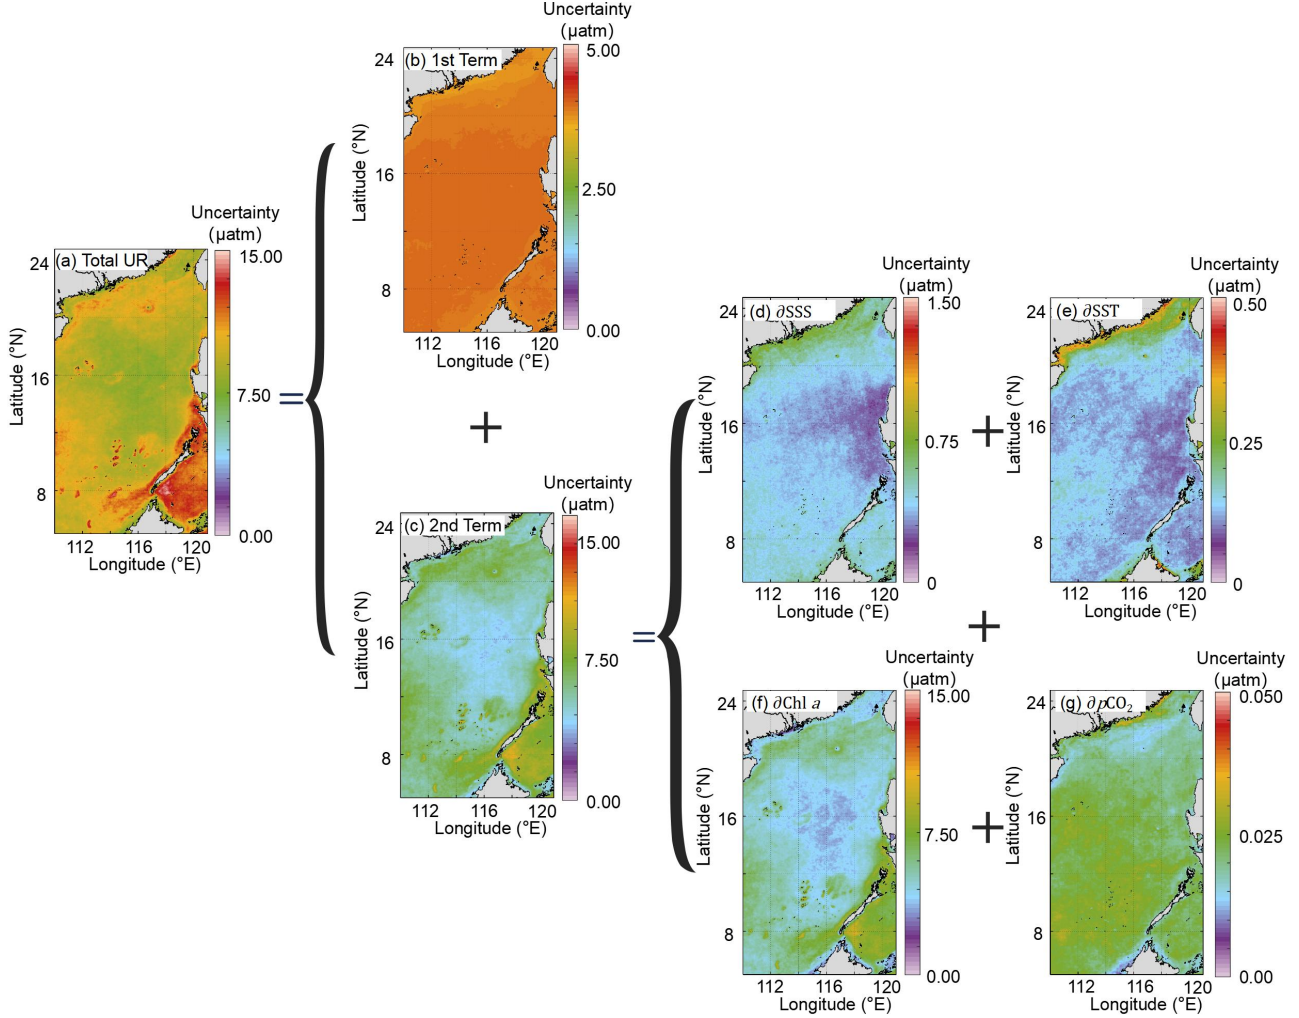 Uncertainty
(µatm)
(b) 1st Term
24
16
8
Latitude (°N)
112
116
120
Longitude (°E)
5.00
2.50
0.00
Uncertainty
(µatm)
(a) Total UR
24
16
8
Latitude (°N)
112
116
120
Longitude (°E)
15.00
7.50
0.00
=
+
Uncertainty
(µatm)
(c) 2nd Term
24
16
8
Latitude (°N)
112
116
120
Longitude (°E)
15.00
7.50
0.00
=
Uncertainty
(µatm)
(d) ∂SSS
24
16
8
Latitude (°N)
112
116
120
Longitude (°E)
1.50
0.75
0
+
Uncertainty
(µatm)
(e) ∂SST
24
16
8
Latitude (°N)
112
116
120
Longitude (°E)
0.50
0.25
0
+
Uncertainty
(µatm)
(f) ∂Chl a
24
16
8
Latitude (°N)
112
116
120
Longitude (°E)
15.00
7.50
0.00
+
Uncertainty
(µatm)
(g) ∂pCO₂
24
16
8
Latitude (°N)
112
116
120
Longitude (°E)
0.050
0.025
0.00